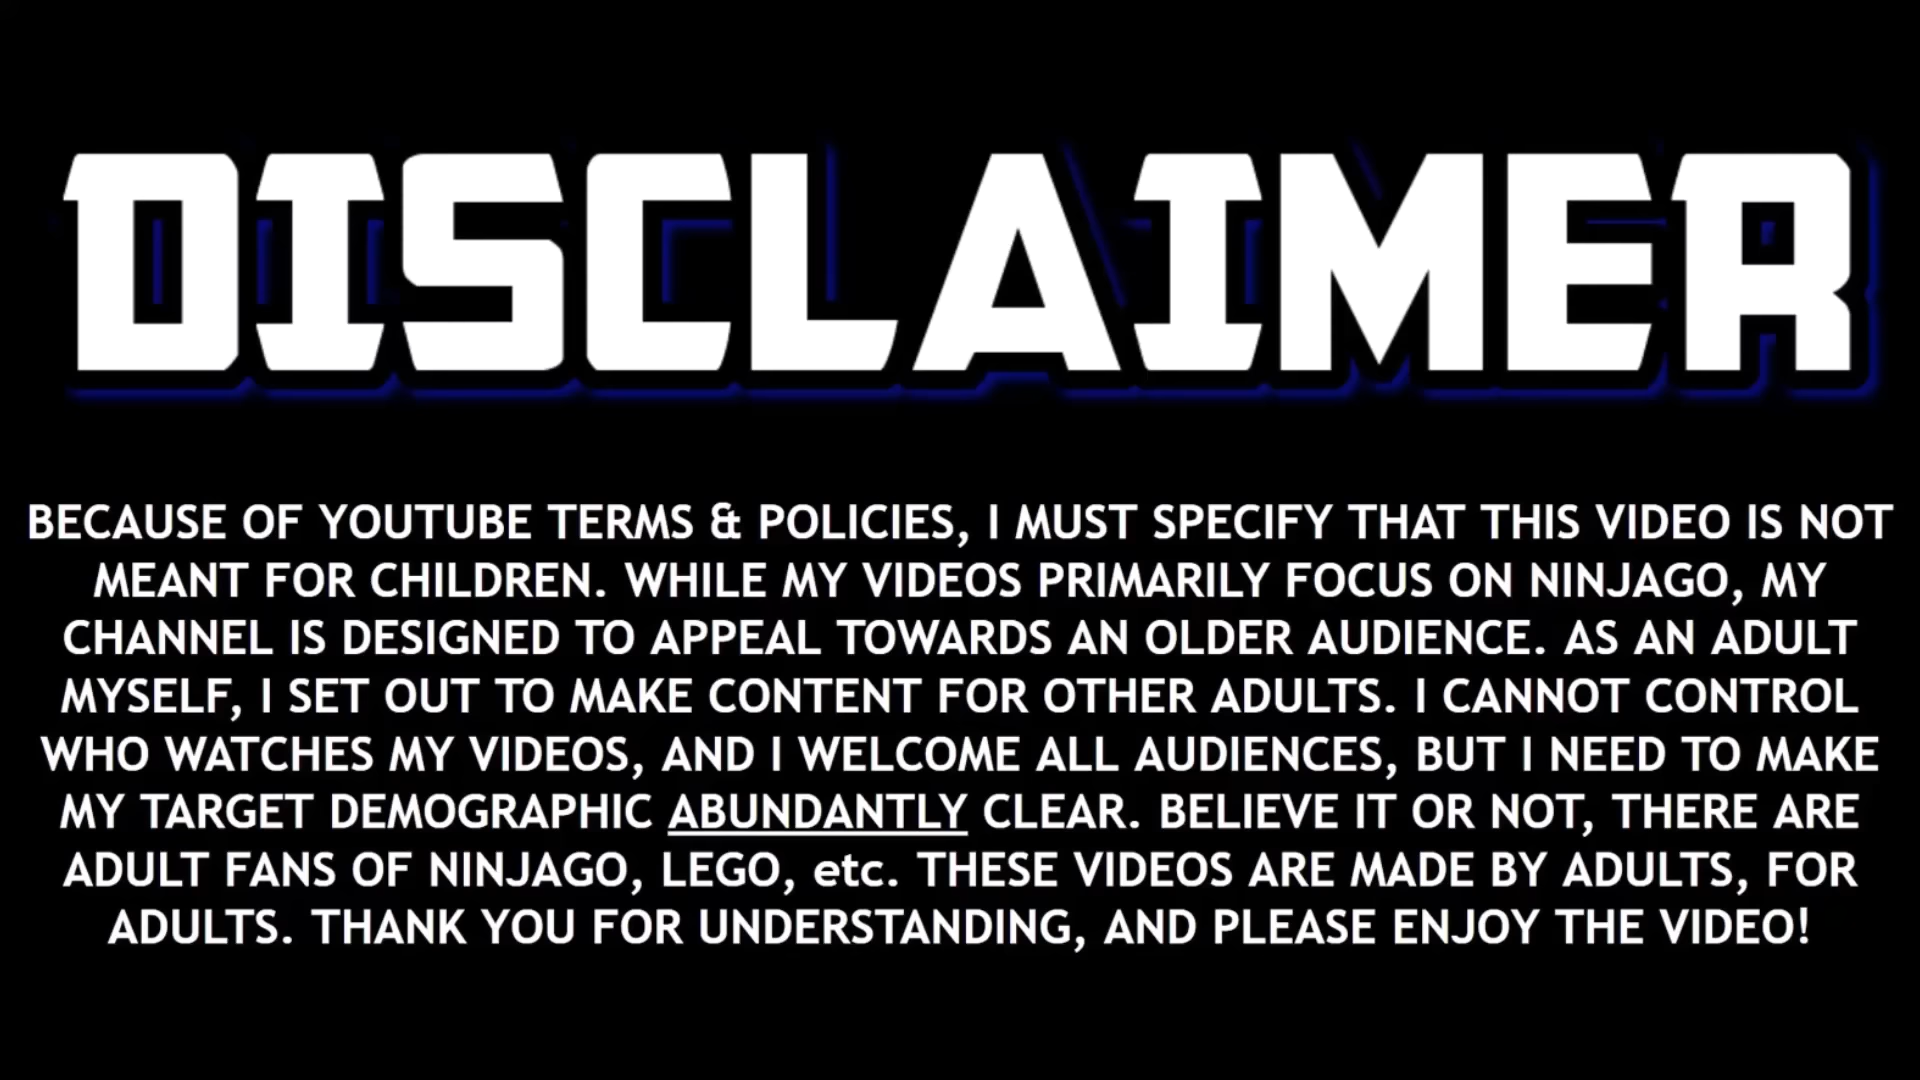 DISCLAIMER
BECAUSE OF YOUTUBE TERMS & POLICIES, I MUST SPECIFY THAT THIS VIDEO IS NOT
MEANT FOR CHILDREN. WHILE MY VIDEOS PRIMARILY FOCUS ON NINJAGO, MY
CHANNEL IS DESIGNED TO APPEAL TOWARDS AN OLDER AUDIENCE. AS AN ADULT
MYSELF, I SET OUT TO MAKE CONTENT FOR OTHER ADULTS. I CANNOT CONTROL
WHO WATCHES MY VIDEOS, AND I WELCOME ALL AUDIENCES, BUT I NEED TO MAKE
MY TARGET DEMOGRAPHIC ABUNDANTLY CLEAR. BELIEVE IT OR NOT, THERE ARE
ADULT FANS OF NINJAGO, LEGO, etc. THESE VIDEOS ARE MADE BY ADULTS, FOR
ADULTS. THANK YOU FOR UNDERSTANDING, AND PLEASE ENJOY THE VIDEO!